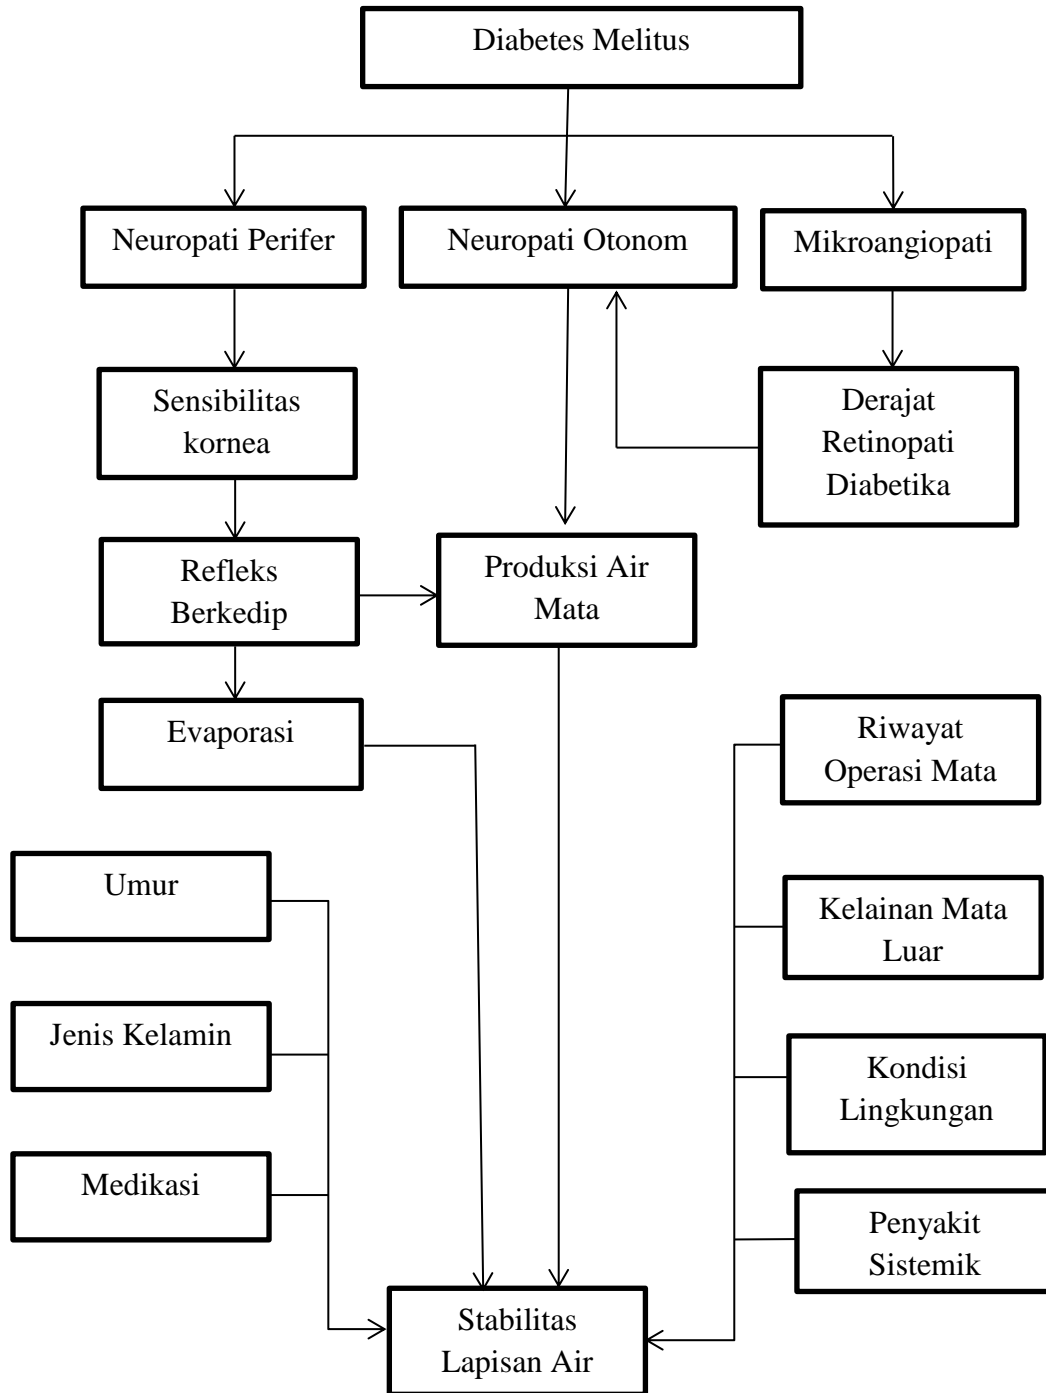 Diabetes Melitus
Neuropati Perifer
Neuropati Otonom
Mikroangiopati
Sensibilitas
kornea
Derajat
Retinopati
Diabetika
Refleks
Berkedip
Produksi Air
Mata
Evaporasi
Riwayat
Operasi Mata
Umur
Kelainan Mata
Luar
Jenis Kelamin
Kondisi
Lingkungan
Medikasi
Penyakit
Sistemik
Stabilitas
Lapisan Air